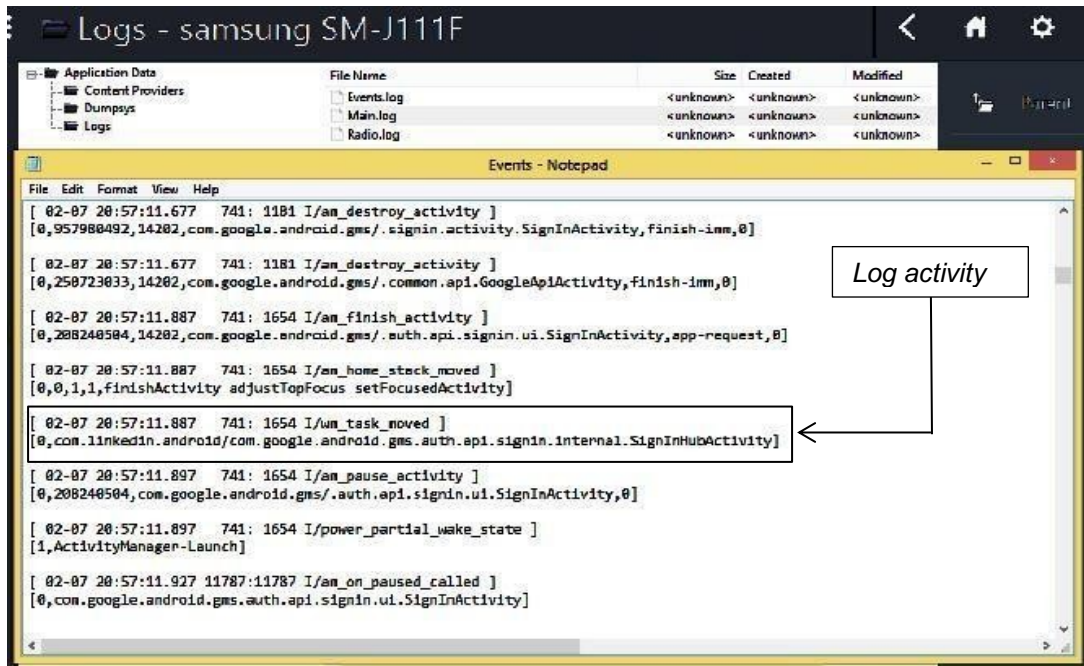 Logs - samsung SM-J111F
Application Data
Content Providers
Dumpsys
Logs
File Name Size Created Modified
Events.log <unknown> <unknown> <unknown>
Main.log <unknown> <unknown> <unknown>
Radio.log <unknown> <unknown> <unknown>
Parent
Events - Notepad
File Edit Format View Help
[ 02-07 20:57:11.677 741: 1181 I/am_destroy_activity ]
[0,957980492,14202,com.google.android.gms/.signin.activity.SignInActivity,finish-imm,0]
[ 02-07 20:57:11.677 741: 1181 I/am_destroy_activity ]
[0,250723033,14202,com.google.android.gms/.common.api.GoogleApiActivity,finish-imm,0]
Log activity
[ 02-07 20:57:11.887 741: 1654 I/am_finish_activity ]
[0,208240504,14202,com.google.android.gms/.auth.api.signin.ui.SignInActivity,app-request,0]
[ 02-07 20:57:11.887 741: 1654 I/am_home_stack_moved ]
[0,0,1,1,finishActivity adjustTopFocus setFocusedActivity]
[ 02-07 20:57:11.887 741: 1654 I/wm_task_moved ]
[0,com.linkedin.android/com.google.android.gms.auth.api.signin.internal.SignInHubActivity]
[ 02-07 20:57:11.897 741: 1654 I/am_pause_activity ]
[0,208240504,com.google.android.gms/.auth.api.signin.ui.SignInActivity,0]
[ 02-07 20:57:11.897 741: 1654 I/power_partial_wake_state ]
[1,ActivityManager-Launch]
[ 02-07 20:57:11.927 11787:11787 I/am_on_paused_called ]
[0,com.google.android.gms.auth.api.signin.ui.SignInActivity]